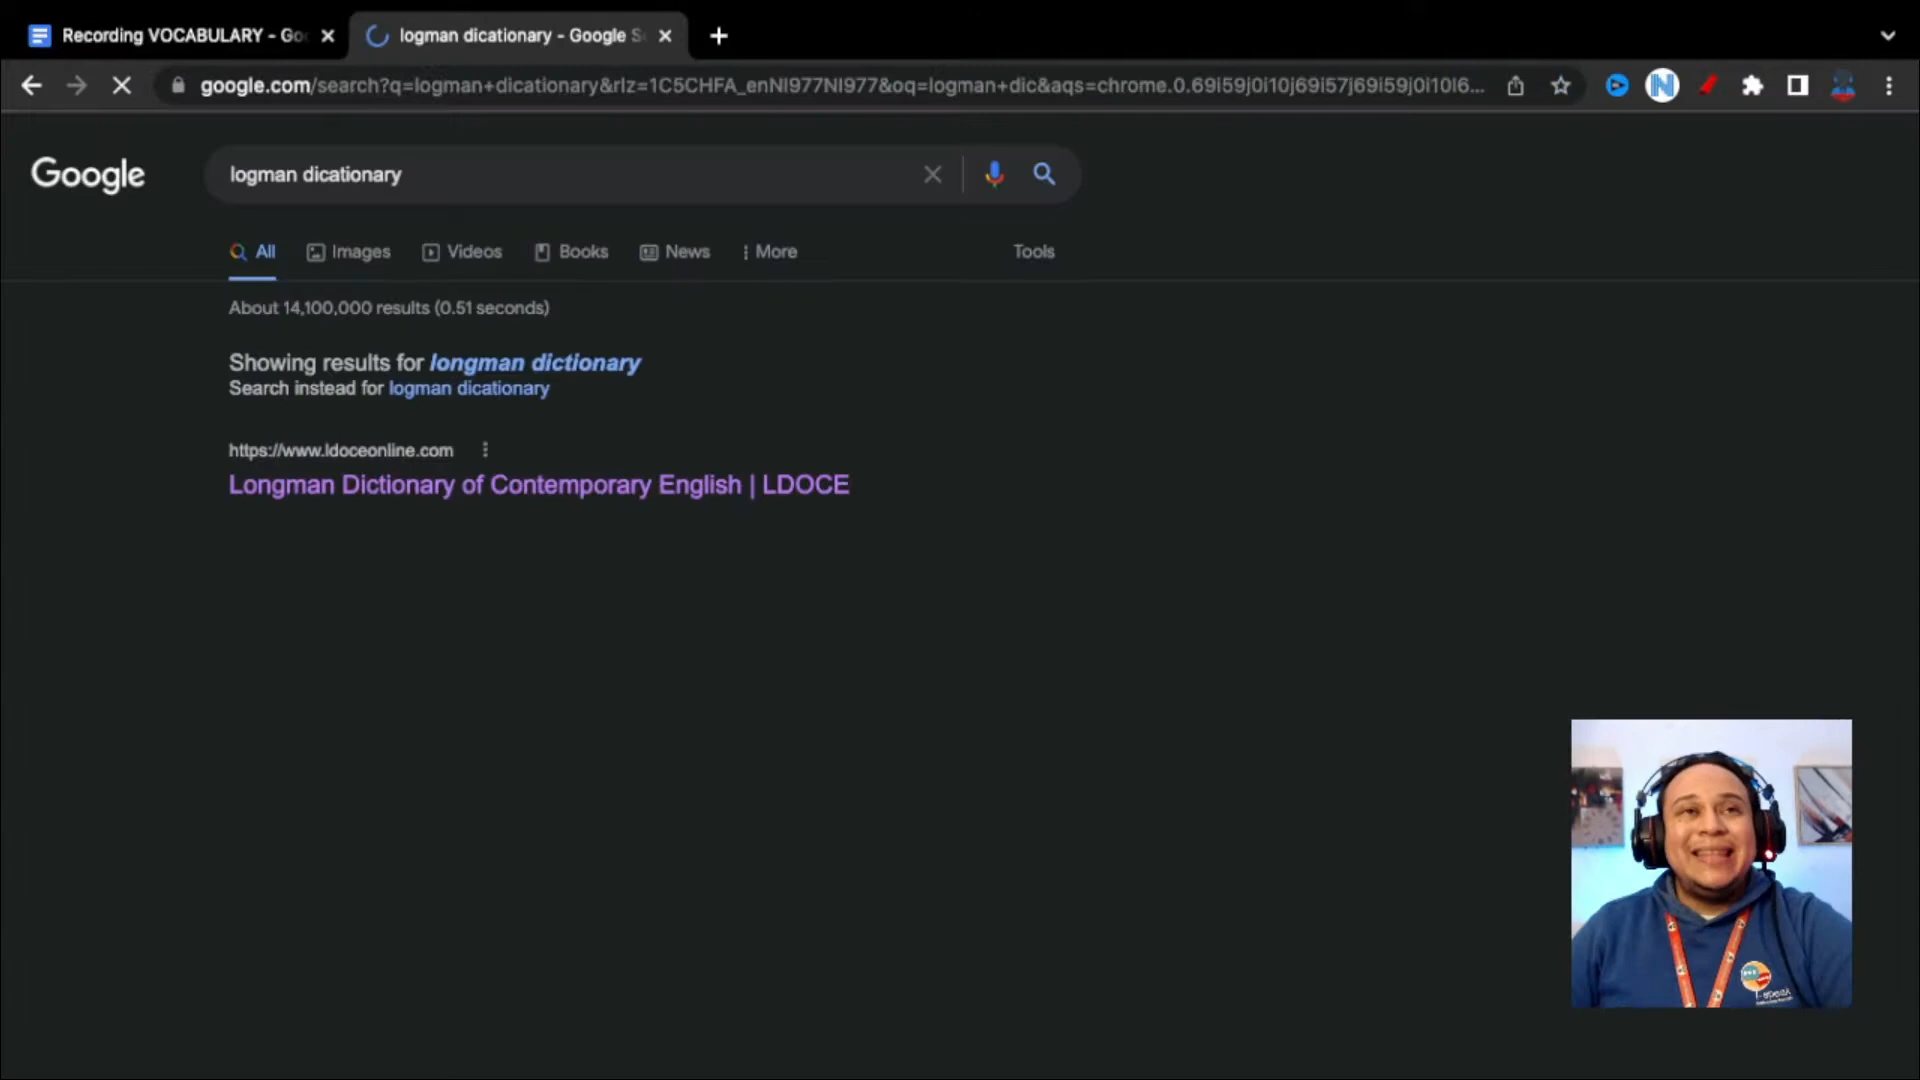 Recording VOCABULARY - Go
logman dicationary - Google S
google.com/search?q=logman+dicationary&rlz=1C5CHFA_enNI977NI977&oq=logman+dic&aqs=chrome.0.69i59j0i10j69i57j69i59j0i10l6...
Google
logman dicationary
All
Images
Videos
Books
News
More
Tools
About 14,100,000 results (0.51 seconds)
Showing results for longman dictionary
Search instead for logman dicationary
https://www.ldoceonline.com
Longman Dictionary of Contemporary English | LDOCE